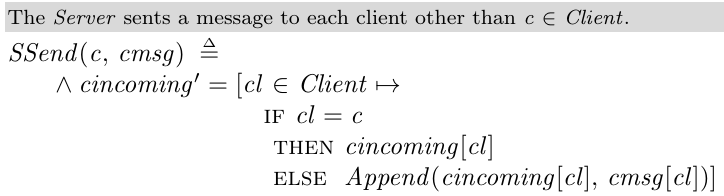 The Server sents a message to each client other than c ∈ Client.
SSend(c, cmsg) ≜
∧ cincoming′ = [cl ∈ Client ↦
IF cl = c
THEN cincoming[cl]
ELSE Append(cincoming[cl], cmsg[cl])]